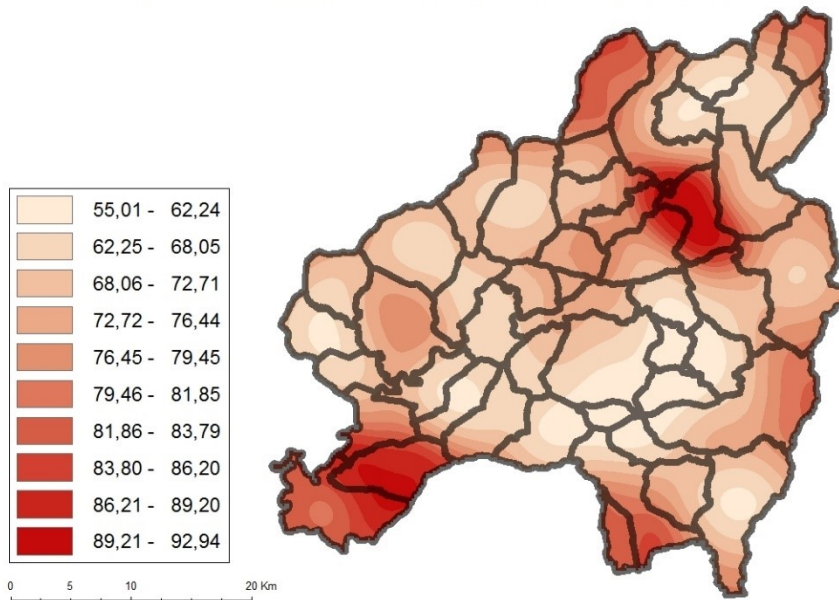 55,01 - 62,24
62,25 - 68,05
68,06 - 72,71
72,72 - 76,44
76,45 - 79,45
79,46 - 81,85
81,86 - 83,79
83,80 - 86,20
86,21 - 89,20
89,21 - 92,94
0 5 10 20 Km